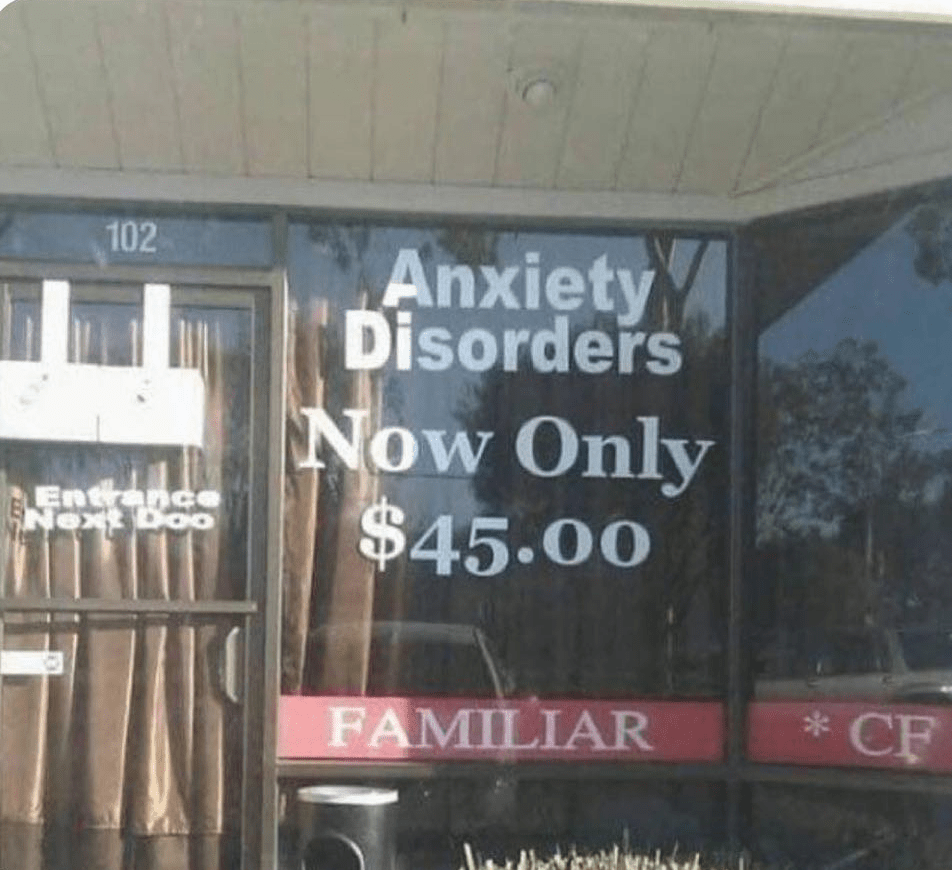 102
Anxiety
Disorders
Now Only
$45.00
Entrance
Next Doo
FAMILIAR
* CF